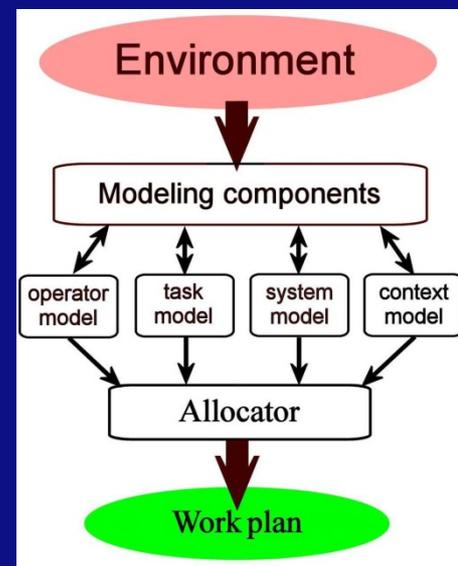 Environment
Modeling components
operator
model
task
model
system
model
context
model
Allocator
Work plan